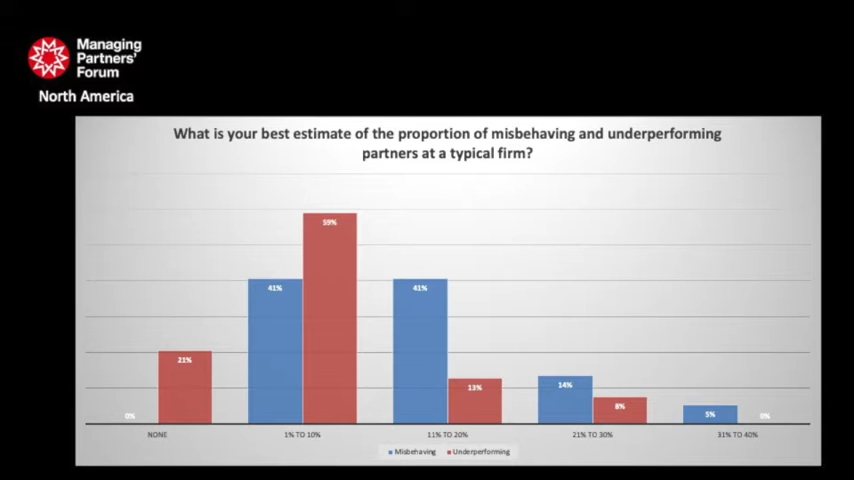 Managing
Partners'
Forum
North America
What is your best estimate of the proportion of misbehaving and underperforming
partners at a typical firm?
59%
41%
41%
21%
13%
14%
8%
5%
0%
0%
NONE
1% TO 10%
11% TO 20%
21% TO 30%
31% TO 40%
Misbehaving
Underperforming